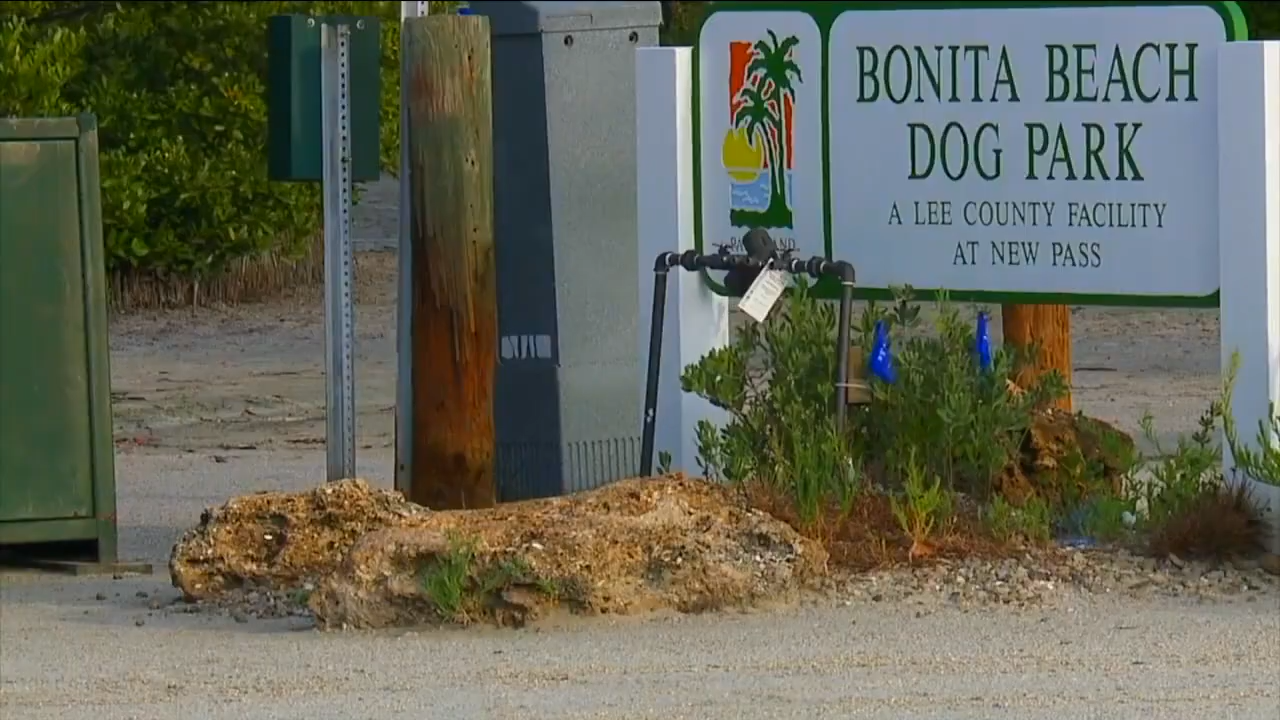 BONITA BEACH
DOG PARK
A LEE COUNTY FACILITY
AT NEW PASS